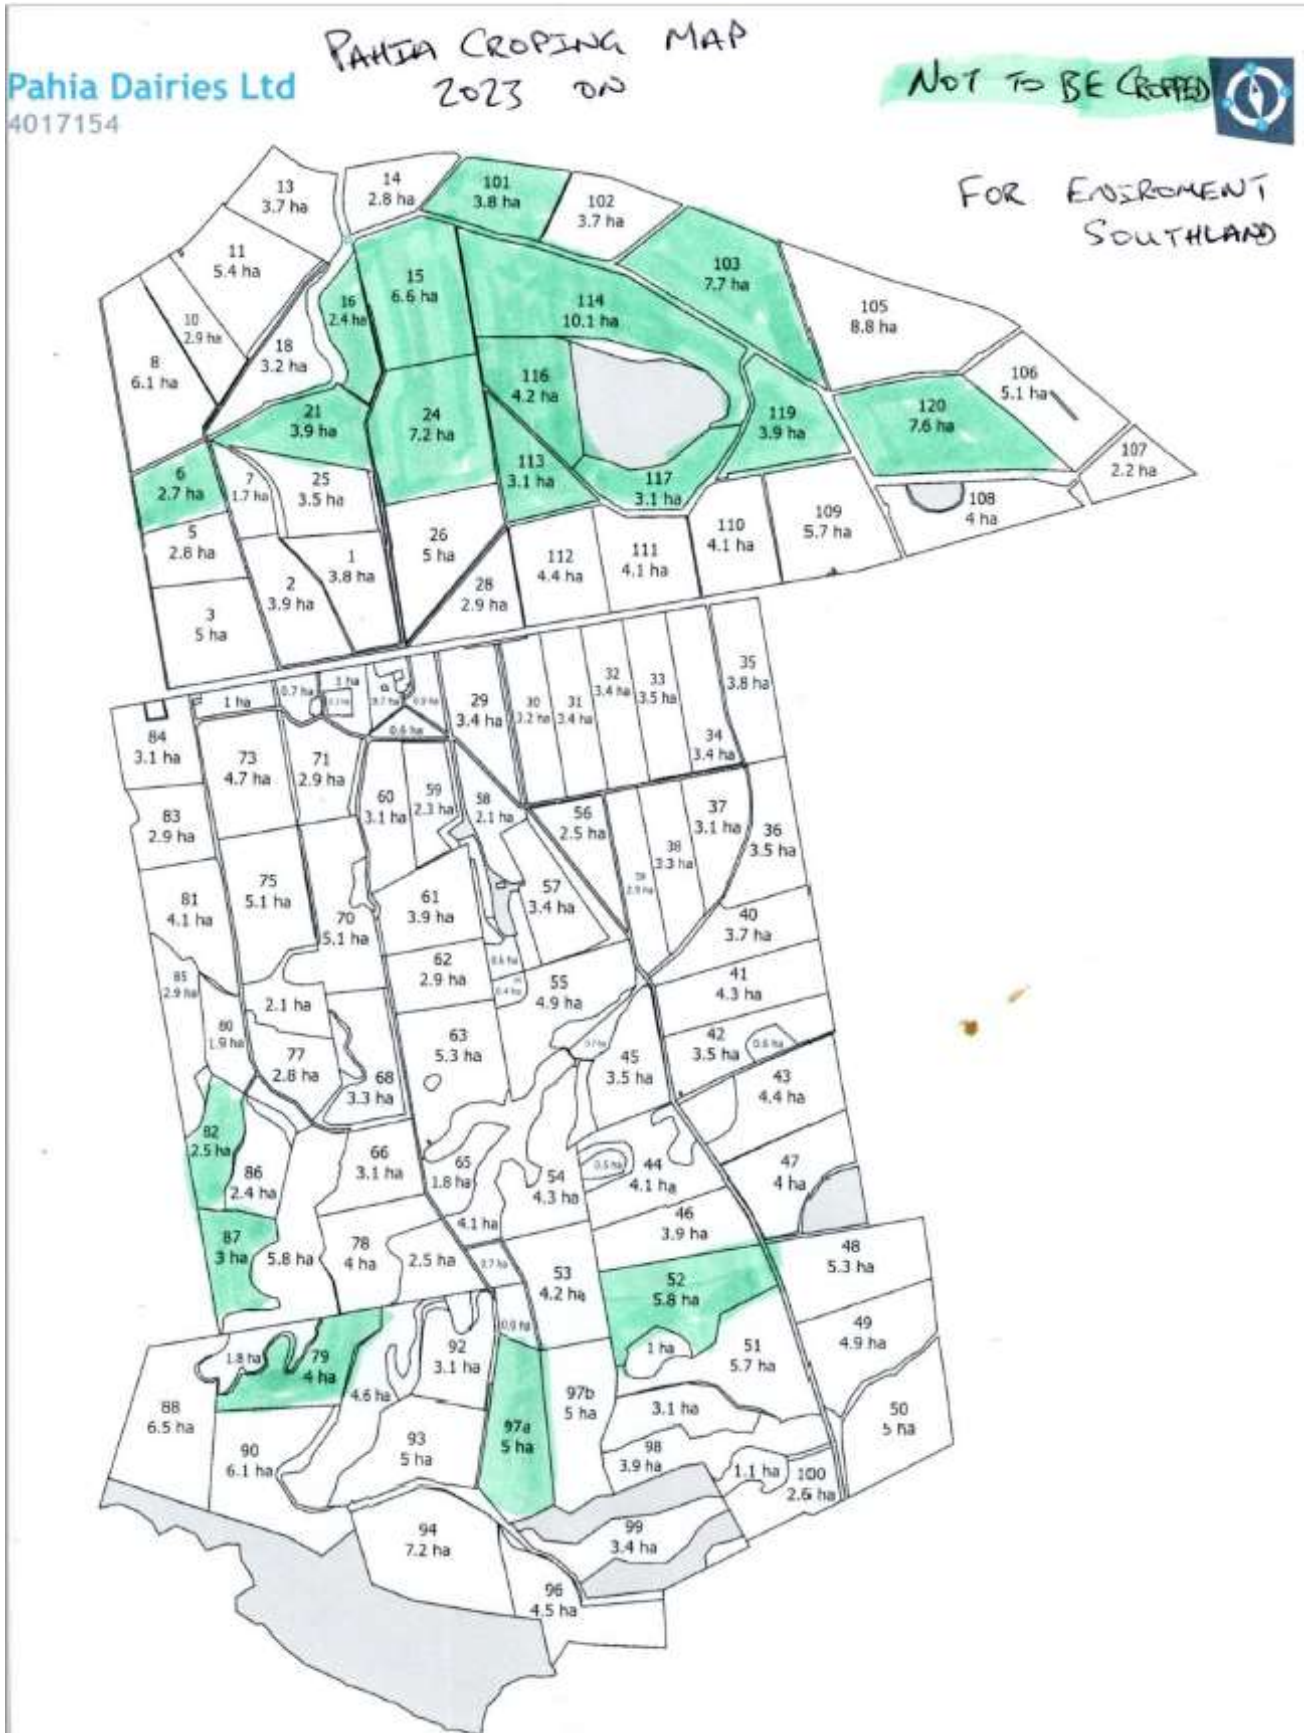 PAHIA CROPING MAP
2023 ON
Pahia Dairies Ltd
4017154
NOT TO BE CROPPED
FOR ENIROMENT
SOUTHLAND
13
3.7 ha
14
2.8 ha
101
3.8 ha
102
3.7 ha
11
5.4 ha
15
6.6 ha
103
7.7 ha
16
2.4 ha
114
10.1 ha
105
8.8 ha
10
2.9 ha
18
3.2 ha
8
6.1 ha
116
4.2 ha
106
5.1 ha
21
3.9 ha
24
7.2 ha
119
3.9 ha
120
7.6 ha
107
2.2 ha
6
2.7 ha
7
1.7 ha
25
3.5 ha
113
3.1 ha
117
3.1 ha
108
4 ha
5
2.8 ha
26
5 ha
110
4.1 ha
109
5.7 ha
1
3.8 ha
112
4.4 ha
111
4.1 ha
2
3.9 ha
28
2.9 ha
3
5 ha
1 ha
0.7 ha
1 ha
0.6 ha
29
3.4 ha
30
3.2 ha
31
3.4 ha
32
3.4 ha
33
3.5 ha
34
3.4 ha
35
3.8 ha
84
3.1 ha
73
4.7 ha
71
2.9 ha
60
3.1 ha
59
2.3 ha
58
2.1 ha
56
2.5 ha
37
3.1 ha
36
3.5 ha
83
2.9 ha
38
3.3 ha
2.9 ha
81
4.1 ha
75
5.1 ha
70
5.1 ha
61
3.9 ha
57
3.4 ha
40
3.7 ha
62
2.9 ha
0.6 ha
41
4.3 ha
85
2.9 ha
2.1 ha
0.4 ha
55
4.9 ha
80
1.9 ha
77
2.8 ha
68
3.3 ha
63
5.3 ha
45
3.5 ha
42
3.5 ha
0.6 ha
43
4.4 ha
82
2.5 ha
86
2.4 ha
66
3.1 ha
65
1.8 ha
54
4.3 ha
0.5 ha
44
4.1 ha
47
4 ha
87
3 ha
5.8 ha
78
4 ha
2.5 ha
4.1 ha
0.7 ha
53
4.2 ha
46
3.9 ha
48
5.3 ha
52
5.8 ha
49
4.9 ha
1.8 ha
79
4 ha
92
3.1 ha
0.9 ha
1 ha
51
5.7 ha
4.6 ha
97b
5 ha
3.1 ha
50
5 ha
88
6.5 ha
90
6.1 ha
93
5 ha
97a
5 ha
98
3.9 ha
1.1 ha
100
2.6 ha
94
7.2 ha
99
3.4 ha
96
4.5 ha